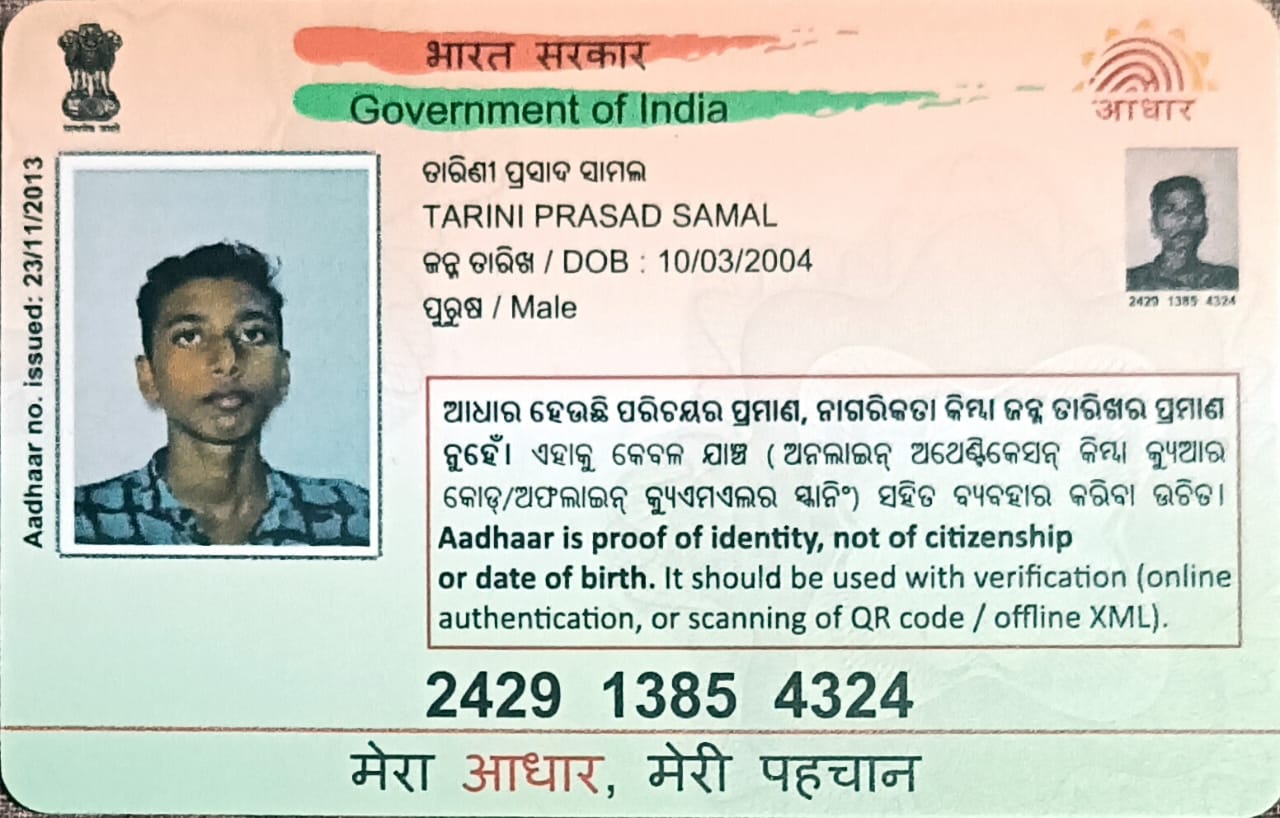 भारत सरकार
Government of India
आधार
Aadhaar no. issued: 23/11/2013
ତାରିଣୀ ପ୍ରସାଦ ସାମଲ
TARINI PRASAD SAMAL
ଜନ୍ମ ତାରିଖ / DOB : 10/03/2004
ପୁରୁଷ / Male
2429 1385 4324
ଆଧାର ହେଉଛି ପରିଚୟର ପ୍ରମାଣ, ନାଗରିକତା କିମ୍ବା ଜନ୍ମ ତାରିଖର ପ୍ରମାଣ
ନୁହେଁ। ଏହାକୁ କେବଳ ଯାଞ୍ଚ (ଅନଲାଇନ୍ ଅଥେଣ୍ଟିକେସନ୍ କିମ୍ବା କ୍ୟୁଆର
କୋଡ୍/ଅଫଲାଇନ୍ କ୍ୟୁଏମଏଲର ସ୍କାନିଂ) ସହିତ ବ୍ୟବହାର କରିବା ଉଚିତ।
Aadhaar is proof of identity, not of citizenship
or date of birth. It should be used with verification (online
authentication, or scanning of QR code / offline XML).
2429 1385 4324
मेरा आधार, मेरी पहचान